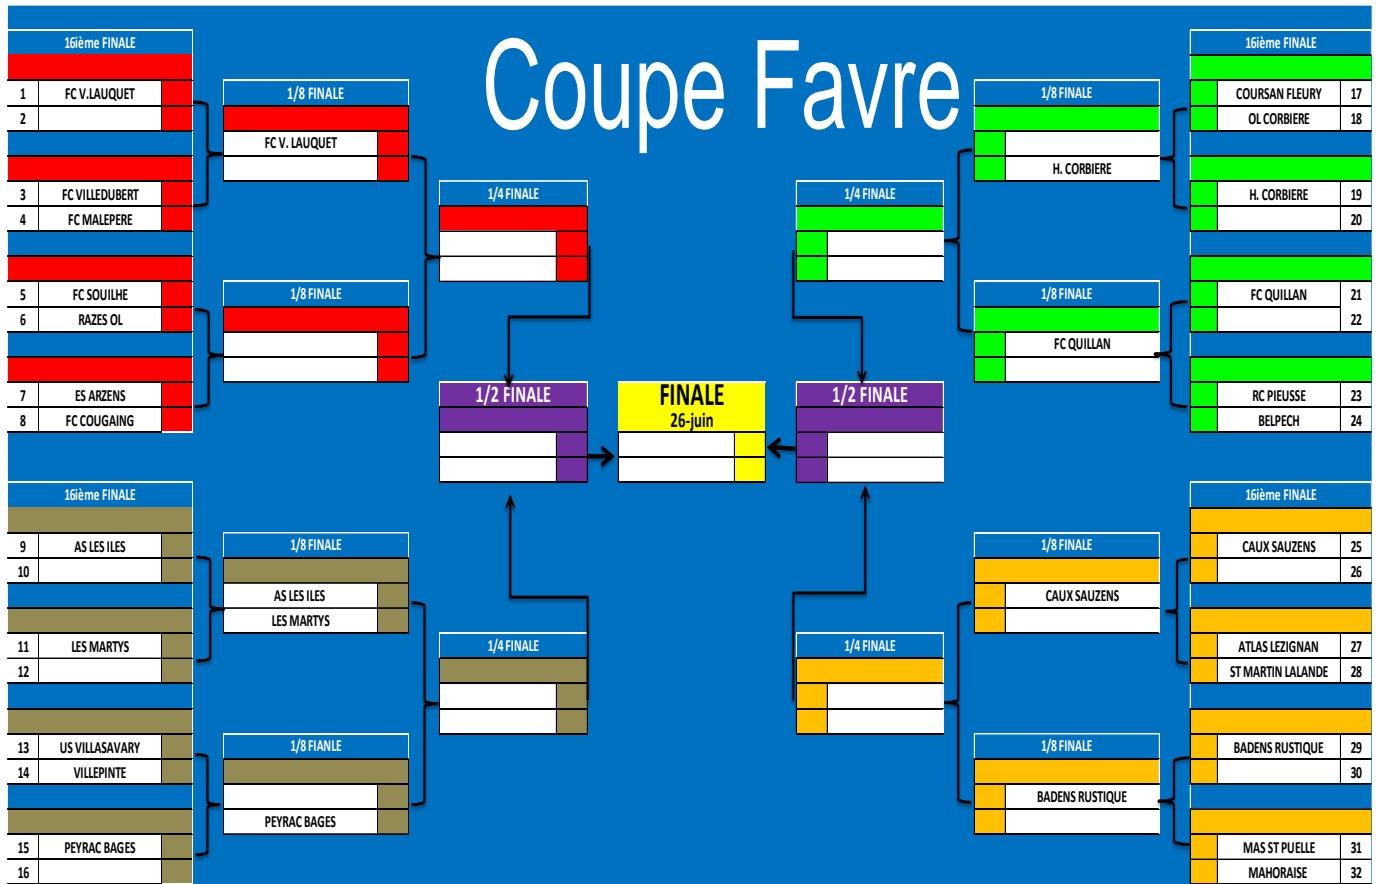 Coupe Favre
16ième FINALE
1 FC V.LAUQUET
2
3 FC VILLEDUBERT
4 FC MALEPERE
5 FC SOUILHE
6 RAZES OL
7 ES ARZENS
8 FC COUGAING
1/8 FINALE
FC V. LAUQUET
1/8 FINALE
1/4 FINALE
1/2 FINALE
16ième FINALE
9 AS LES ILES
10
11 LES MARTYS
12
13 US VILLASAVARY
14 VILLEPINTE
15 PEYRAC BAGES
16
1/8 FINALE
AS LES ILES
LES MARTYS
1/8 FIANLE
PEYRAC BAGES
1/4 FINALE
FINALE
26-juin
1/2 FINALE
1/4 FINALE
1/8 FINALE
H. CORBIERE
1/8 FINALE
FC QUILLAN
16ième FINALE
COURSAN FLEURY 17
OL CORBIERE 18
H. CORBIERE 19
20
FC QUILLAN 21
22
RC PIEUSSE 23
BELPECH 24
1/4 FINALE
1/8 FINALE
CAUX SAUZENS
1/8 FINALE
BADENS RUSTIQUE
16ième FINALE
CAUX SAUZENS 25
26
ATLAS LEZIGNAN 27
ST MARTIN LALANDE 28
BADENS RUSTIQUE 29
30
MAS ST PUELLE 31
MAHORAISE 32